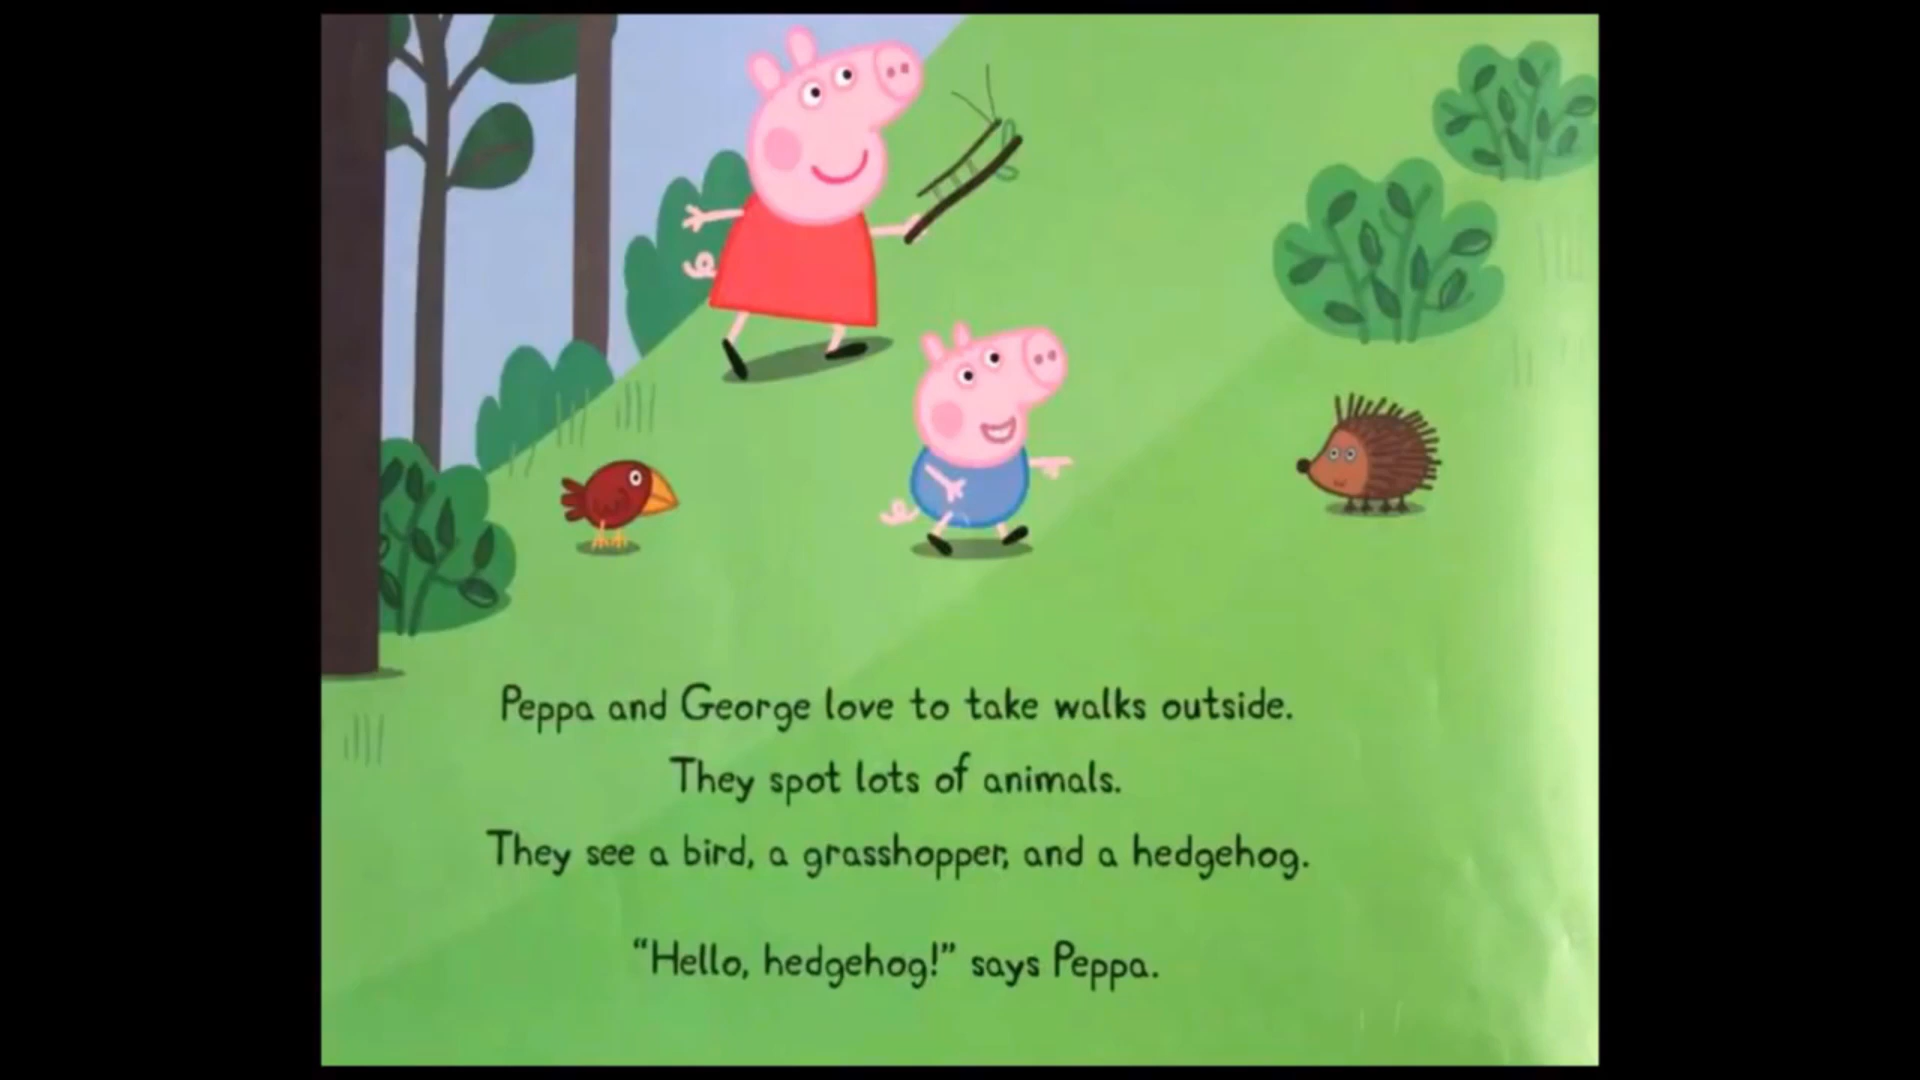 Peppa and George love to take walks outside.
They spot lots of animals.
They see a bird, a grasshopper, and a hedgehog.
“Hello, hedgehog!” says Peppa.